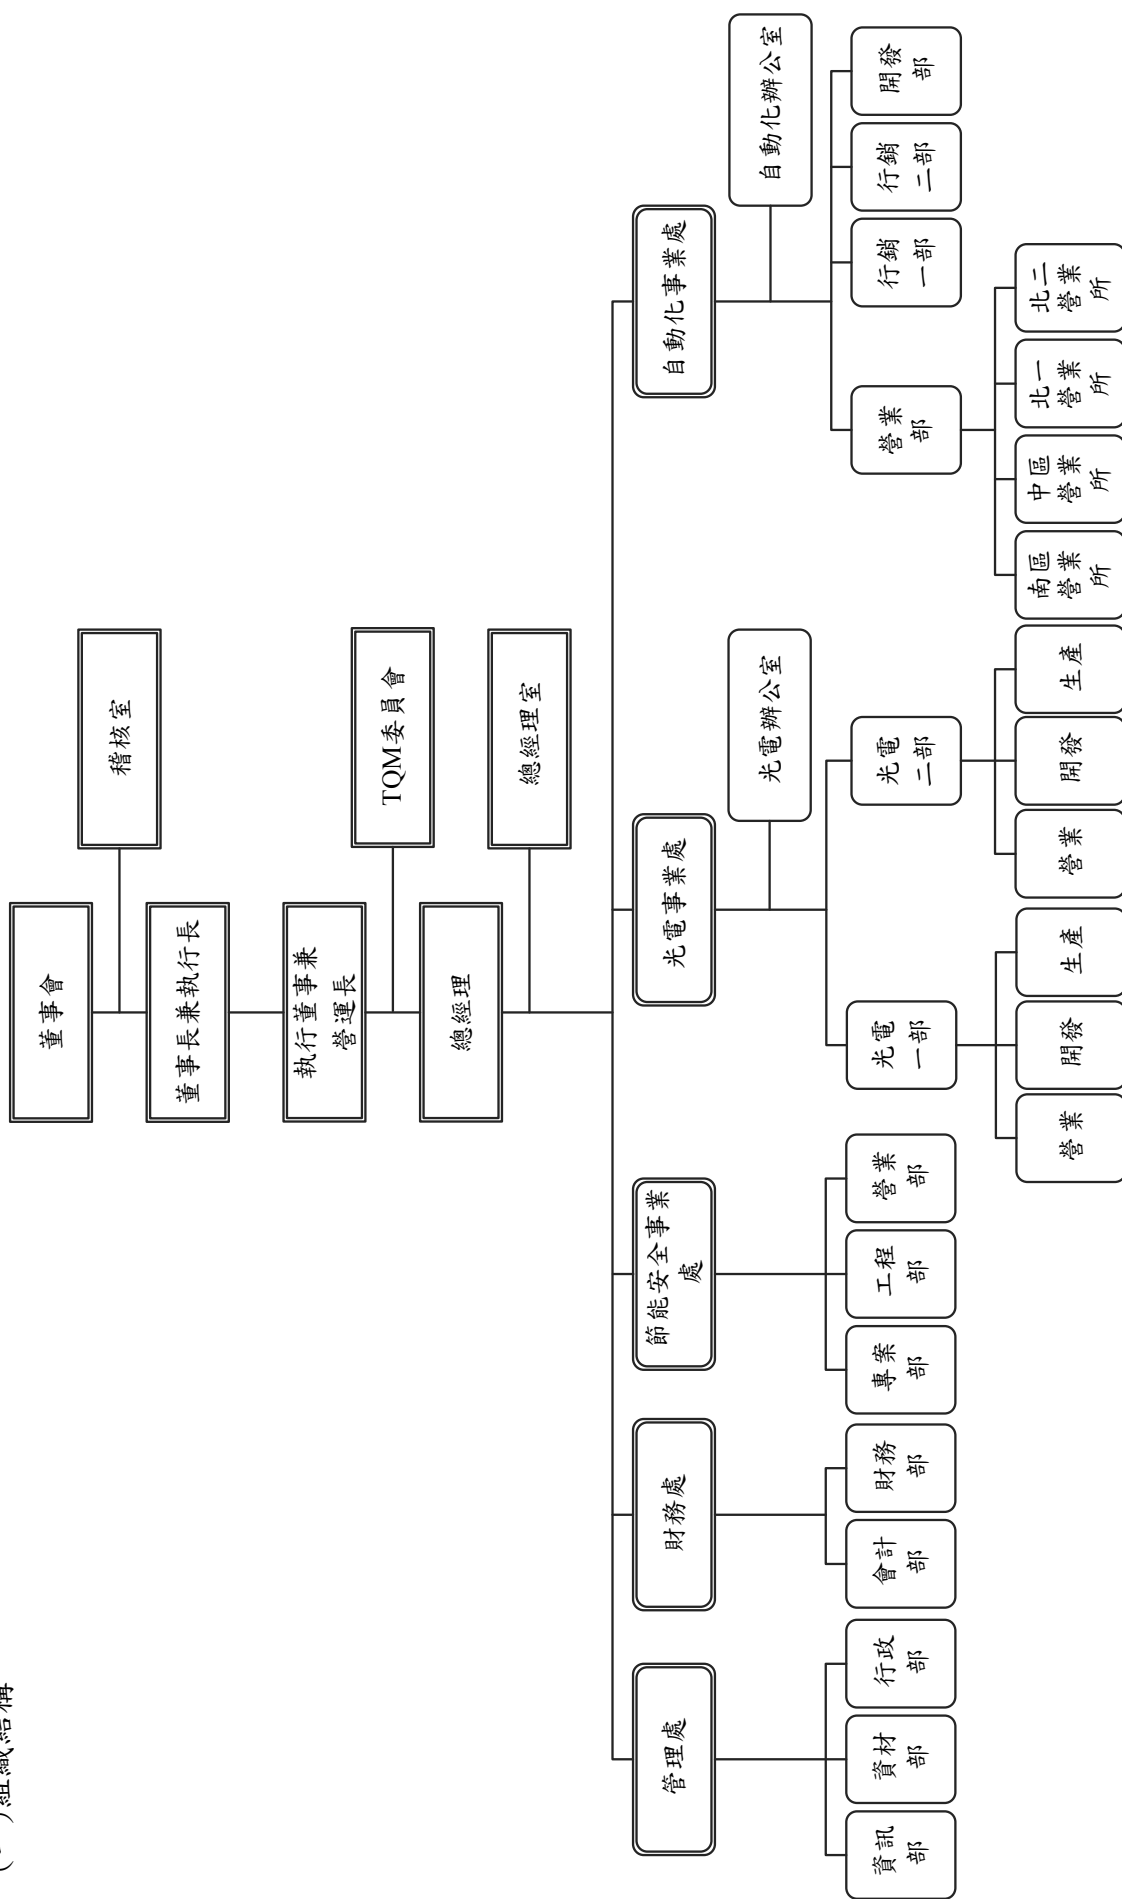 組織結構
董事會
稽核室
董事長兼執行長
執行董事兼
營運長
TQM委員會
總經理
總經理室
管理處
財務處
節能安全事業
處
光電事業處
自動化事業處
光電辦公室
自動化辦公室
資訊
部
資材
部
行政
部
會計
部
財務
部
專案
部
工程
部
營業
部
光電
一部
光電
二部
營業
部
行銷
一部
行銷
二部
開發
部
營業
開發
生產
營業
開發
生產
南區
營業
所
中區
營業
所
北一
營業
所
北二
營業
所